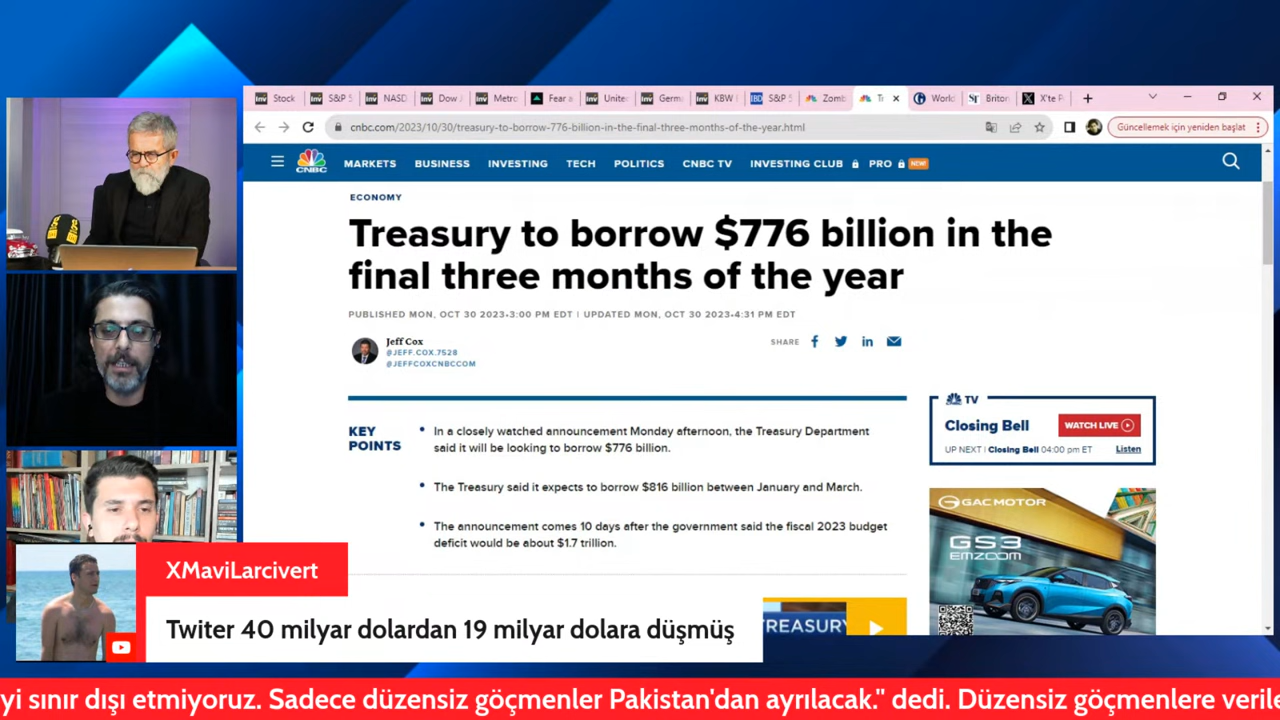 Stock
S&P 5
NASD
Dow J
Metro
Fear a
United
Germa
KBW
S&P 5
Zomb
Tr
World
Briton
X'te P
cnbc.com/2023/10/30/treasury-to-borrow-776-billion-in-the-final-three-months-of-the-year.html
Güncellemek için yeniden başlat
CNBC
MARKETS BUSINESS INVESTING TECH POLITICS CNBC TV INVESTING CLUB PRO NEW!
ECONOMY
Treasury to borrow $776 billion in the
final three months of the year
PUBLISHED MON, OCT 30 2023•3:00 PM EDT | UPDATED MON, OCT 30 2023•4:31 PM EDT
Jeff Cox
@JEFF.COX.7528
@JEFFCOXCNBCCOM
SHARE
KEY
POINTS
In a closely watched announcement Monday afternoon, the Treasury Department
said it will be looking to borrow $776 billion.
The Treasury said it expects to borrow $816 billion between January and March.
The announcement comes 10 days after the government said the fiscal 2023 budget
deficit would be about $1.7 trillion.
TV
Closing Bell
WATCH LIVE
UP NEXT | Closing Bell 04:00 pm ET
Listen
GAC MOTOR
GS3
EMZOOM
TREASURY
XMaviLarcivert
Twiter 40 milyar dolardan 19 milyar dolara düşmüş
yi sınır dışı etmiyoruz. Sadece düzensiz göçmenler Pakistan'dan ayrılacak." dedi. Düzensiz göçmenlere verile